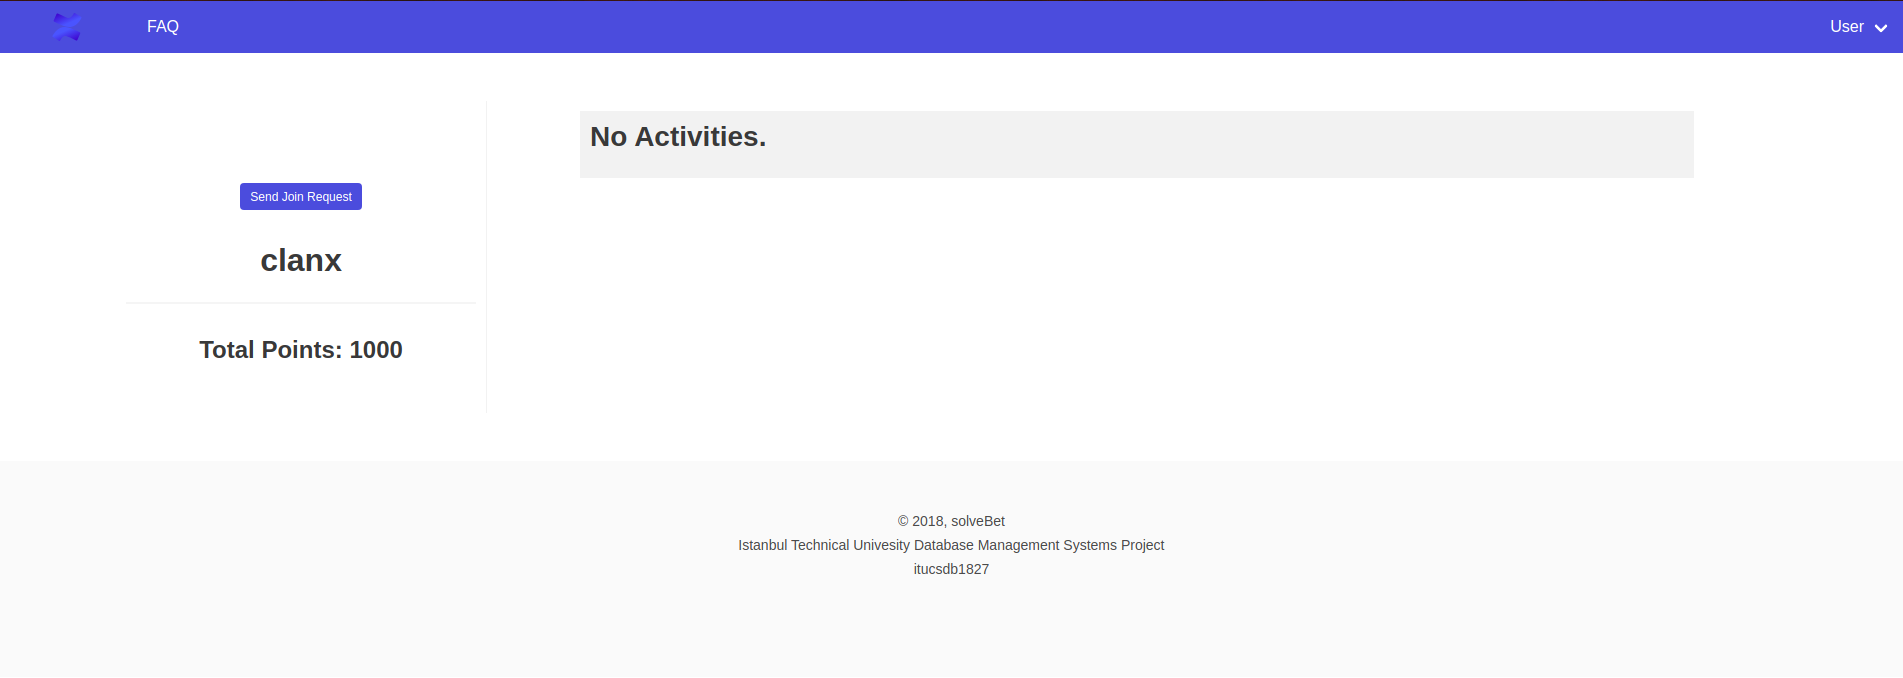 FAQ
User
Send Join Request
clanx
Total Points: 1000
No Activities.
© 2018, solveBet
Istanbul Technical Univesity Database Management Systems Project
itucsdb1827